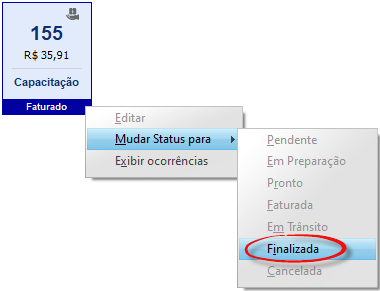 155
R$ 35,91
Capacitação
Faturado
Editar
Mudar Status para
Exibir ocorrências
Pendente
Em Preparação
Pronto
Faturada
Em Trânsito
Finalizada
Cancelada